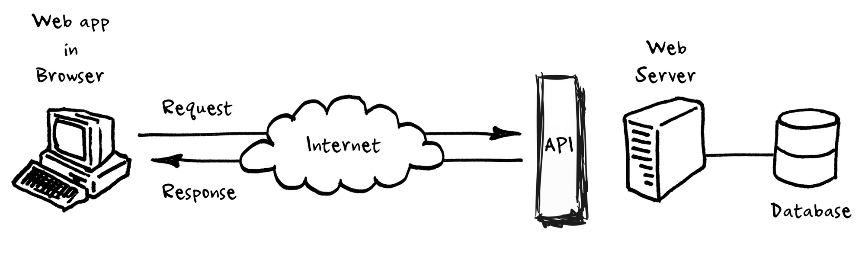 Web app
in
Browser
Request
Response
Internet
API
Web
Server
Database